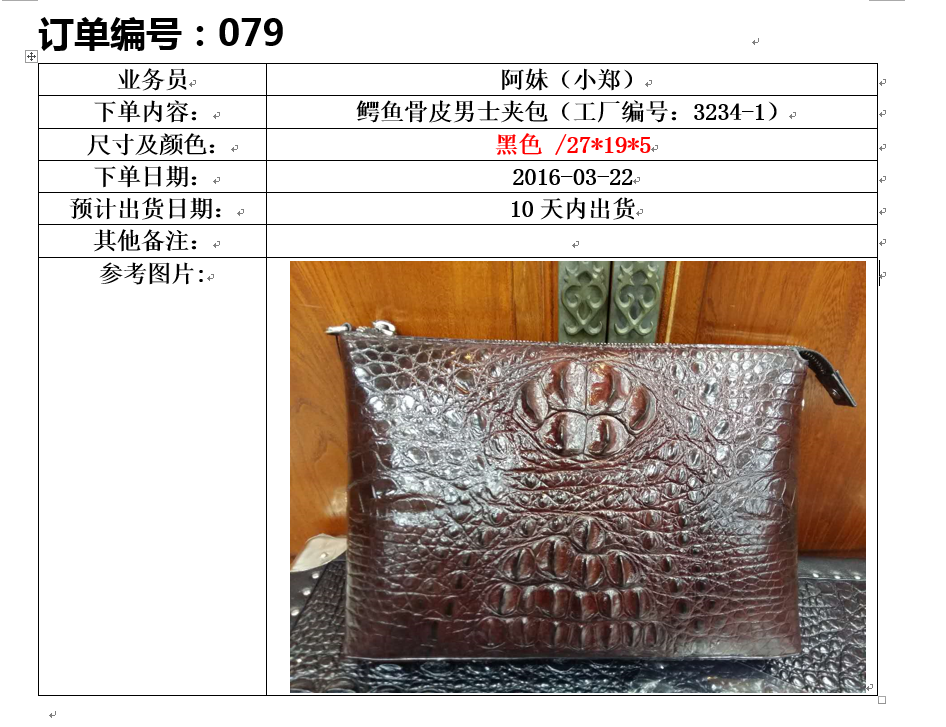 订单编号：079
业务员 阿妹（小郑）
下单内容： 鳄鱼骨皮男士夹包（工厂编号：3234-1）
尺寸及颜色： 黑色 /27*19*5
下单日期： 2016-03-22
预计出货日期： 10 天内出货
其他备注：
参考图片: